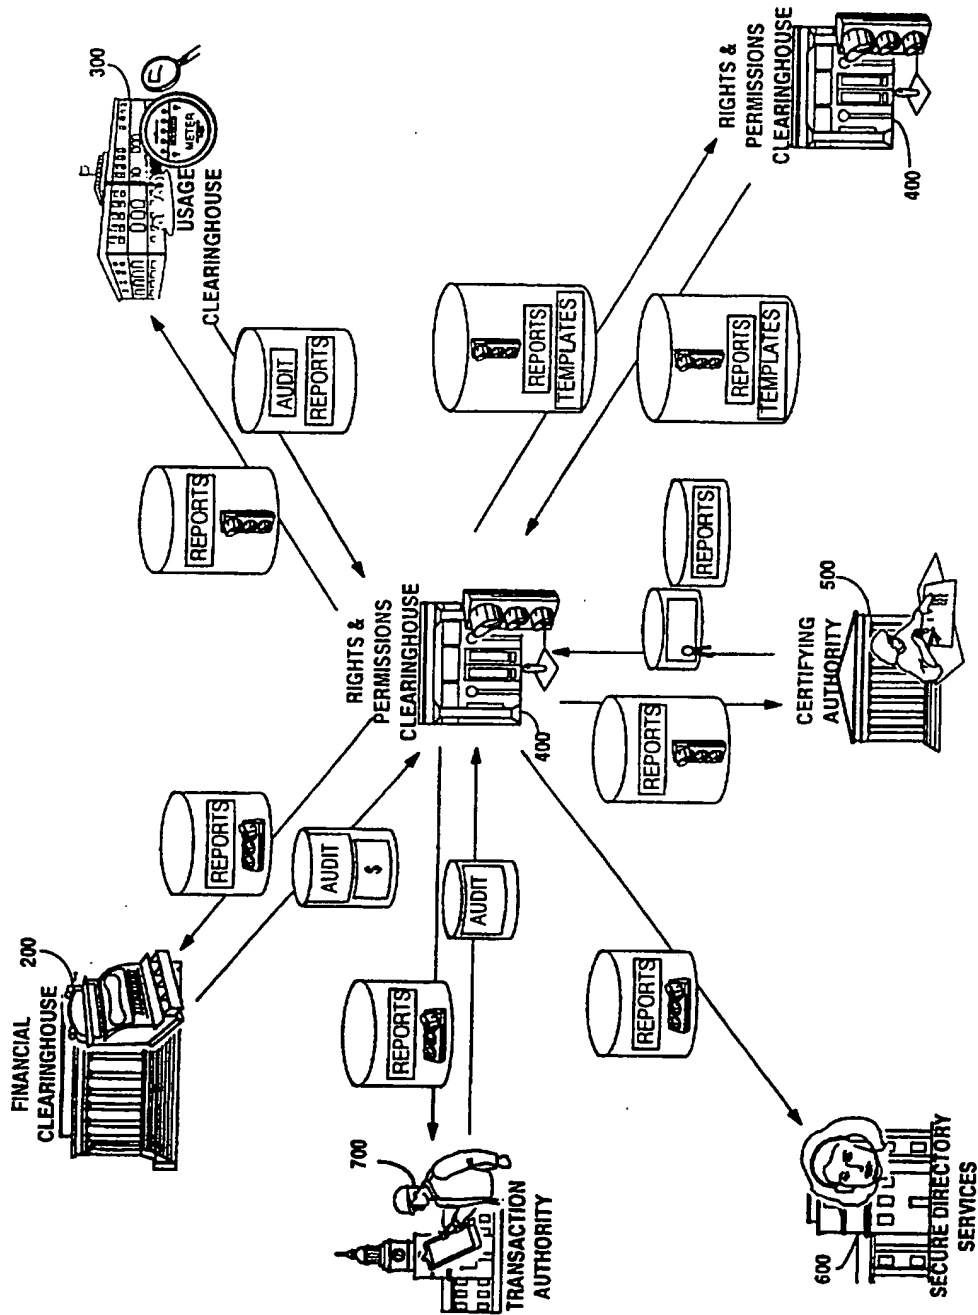 FINANCIAL
CLEARINGHOUSE
200
REPORTS
AUDIT
$
TRANSACTION
AUTHORITY
700
REPORTS
AUDIT
SECURE DIRECTORY
SERVICES
600
REPORTS
RIGHTS &
PERMISSIONS
CLEARINGHOUSE
400
REPORTS
CERTIFYING
AUTHORITY
500
REPORTS
REPORTS
AUDIT
REPORTS
USAGE
CLEARINGHOUSE
300
METER
REPORTS
TEMPLATES
REPORTS
TEMPLATES
RIGHTS &
PERMISSIONS
CLEARINGHOUSE
400